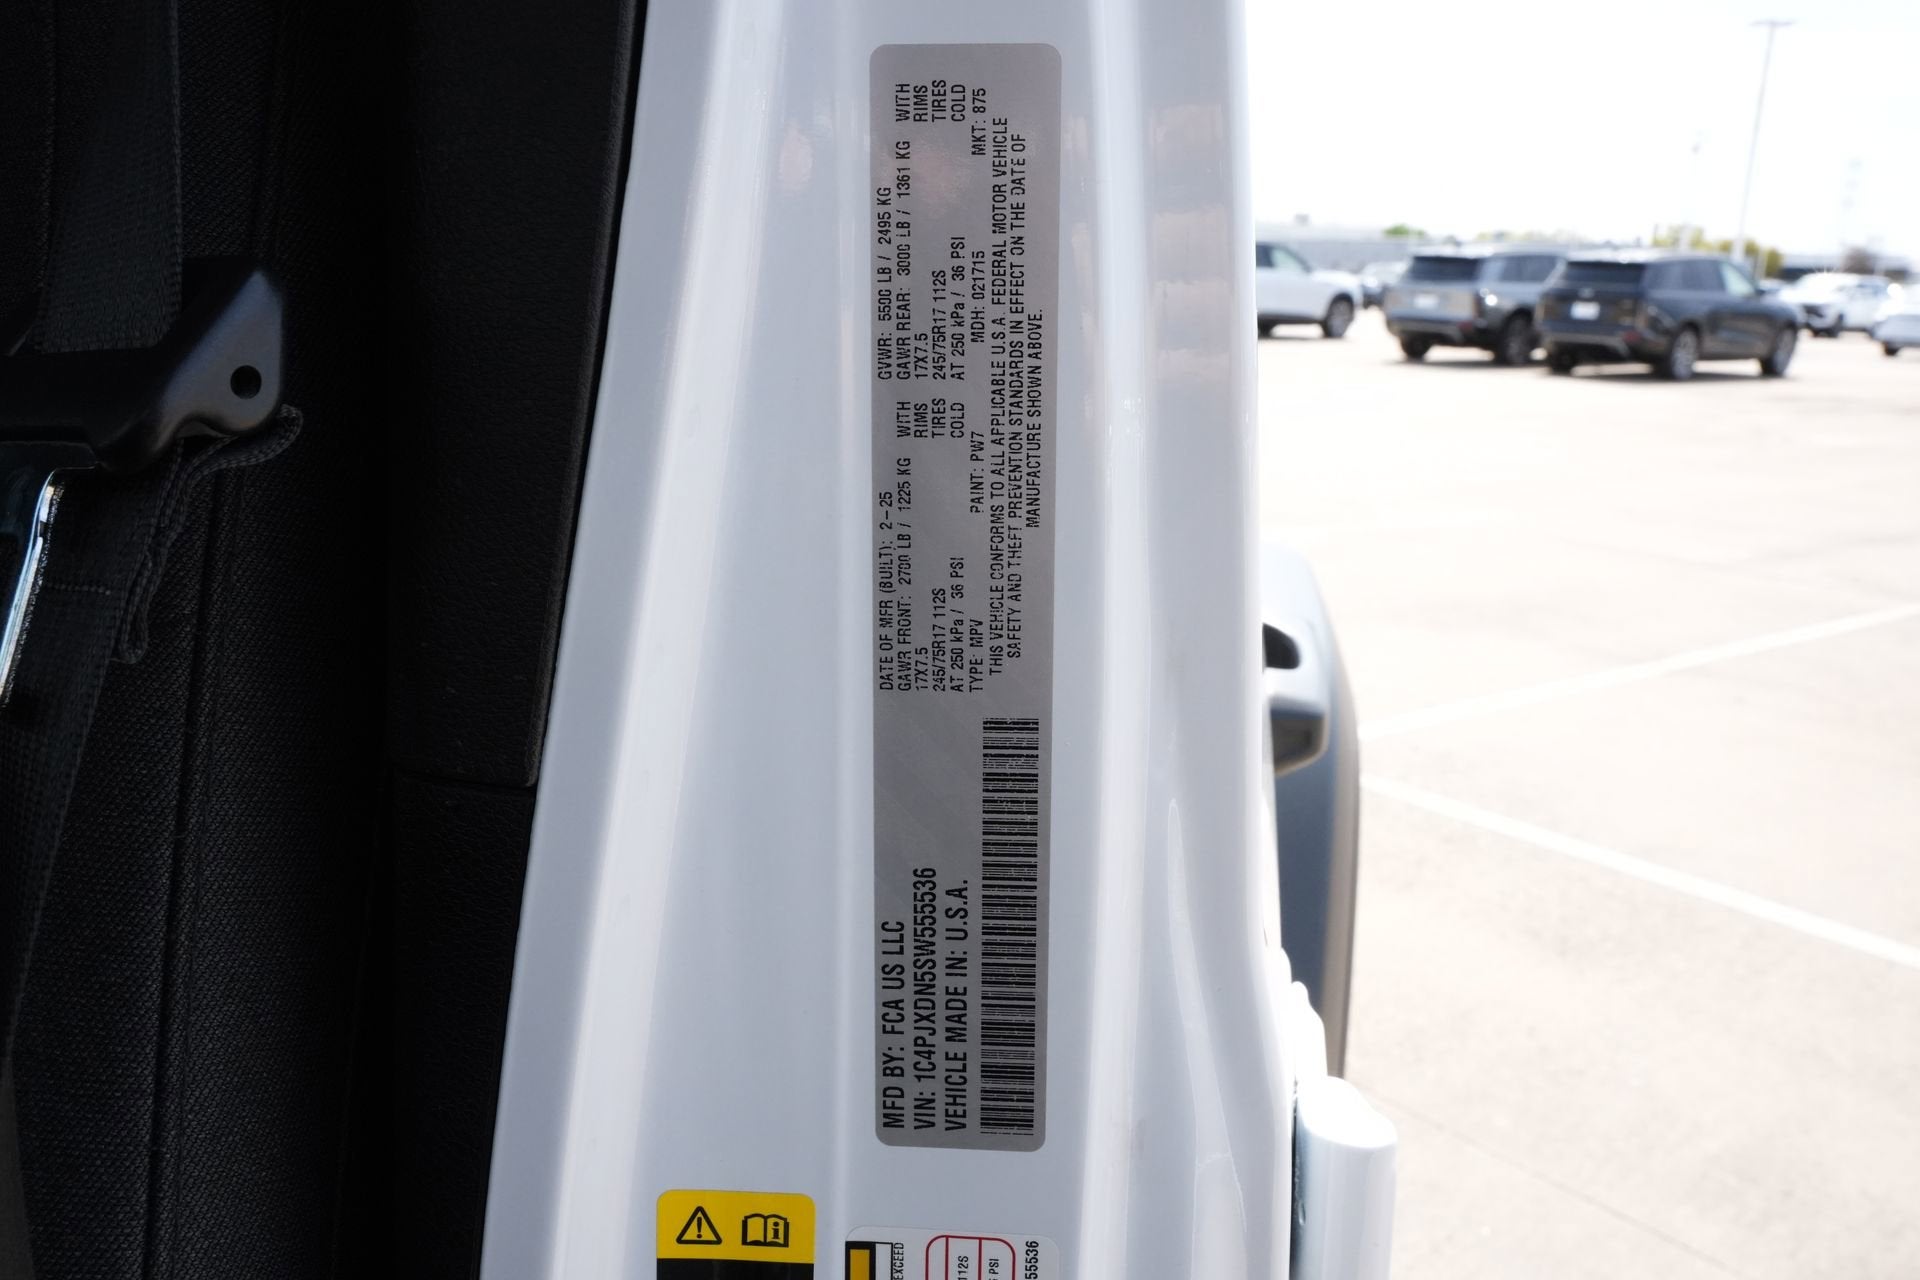 MFD BY: FCA US LLC
VIN: 1C4PJXDN5SW555536
VEHICLE MADE IN: U.S.A.
DATE OF MFR (BUILT): 2-25 GVWR: 5500 LB / 2495 KG
GAWR FRONT: 2700 LB / 1225 KG WITH GAWR REAR: 3000 LB / 1361 KG WITH
17X7.5 RIMS 17X7.5 RIMS
245/75R17 112S TIRES 245/75R17 112S TIRES
AT 250 kPa / 36 PSI COLD AT 250 kPa / 36 PSI COLD
TYPE: MPV PAINT: PW7 MDH: 021715 MKT: 875
THIS VEHICLE CONFORMS TO ALL APPLICABLE U.S.A. FEDERAL MOTOR VEHICLE
SAFETY AND THEFT PREVENTION STANDARDS IN EFFECT ON THE DATE OF
MANUFACTURE SHOWN ABOVE.
EXCEED
112S
PSI
55536